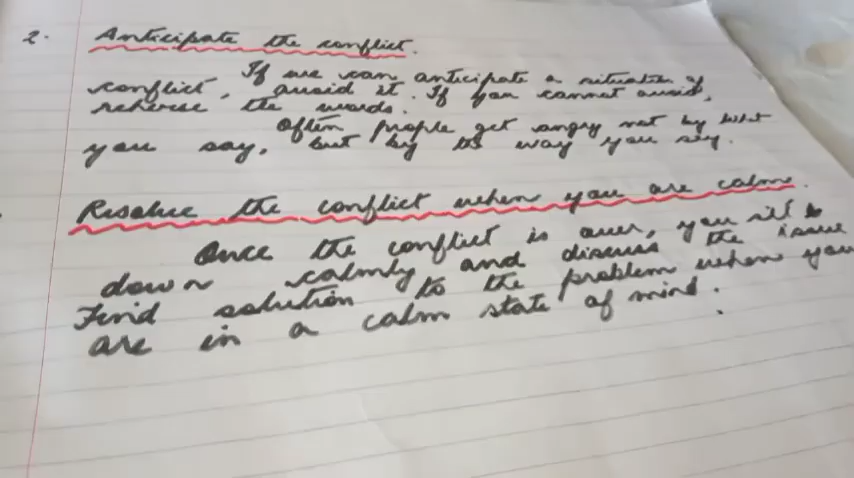 2. Anticipate the conflict.
If we can anticipate a situation of
conflict, avoid it. If you cannot avoid,
reherse the words.
Often people get angry not by what
you say, but by the way you say.
Resolve the conflict when you are calm.
Once the conflict is over, you sit
down calmly and discuss the issue
Find solution to the problem when you
are in a calm state of mind.